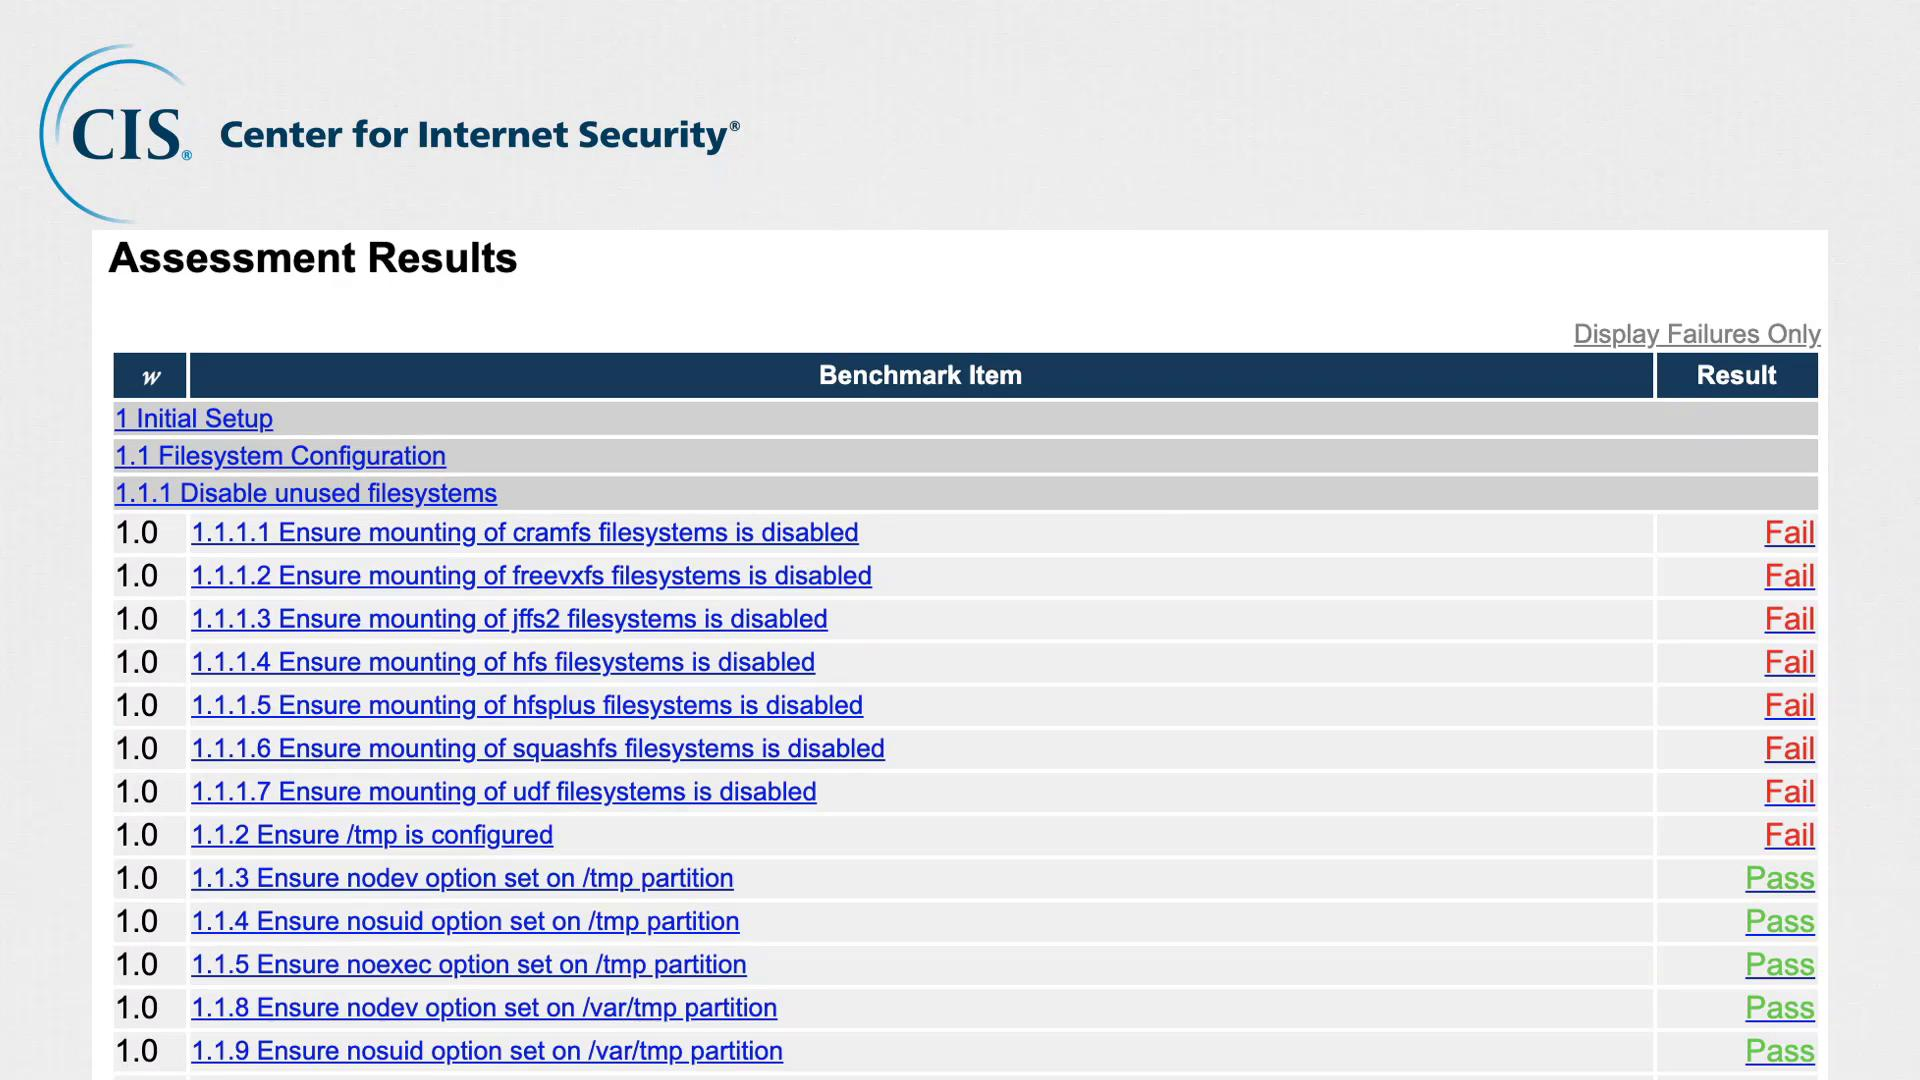 CIS® Center for Internet Security®
Assessment Results
Display Failures Only
w Benchmark Item Result
1 Initial Setup
1.1 Filesystem Configuration
1.1.1 Disable unused filesystems
1.0 1.1.1.1 Ensure mounting of cramfs filesystems is disabled Fail
1.0 1.1.1.2 Ensure mounting of freevxfs filesystems is disabled Fail
1.0 1.1.1.3 Ensure mounting of jffs2 filesystems is disabled Fail
1.0 1.1.1.4 Ensure mounting of hfs filesystems is disabled Fail
1.0 1.1.1.5 Ensure mounting of hfsplus filesystems is disabled Fail
1.0 1.1.1.6 Ensure mounting of squashfs filesystems is disabled Fail
1.0 1.1.1.7 Ensure mounting of udf filesystems is disabled Fail
1.0 1.1.2 Ensure /tmp is configured Fail
1.0 1.1.3 Ensure nodev option set on /tmp partition Pass
1.0 1.1.4 Ensure nosuid option set on /tmp partition Pass
1.0 1.1.5 Ensure noexec option set on /tmp partition Pass
1.0 1.1.8 Ensure nodev option set on /var/tmp partition Pass
1.0 1.1.9 Ensure nosuid option set on /var/tmp partition Pass